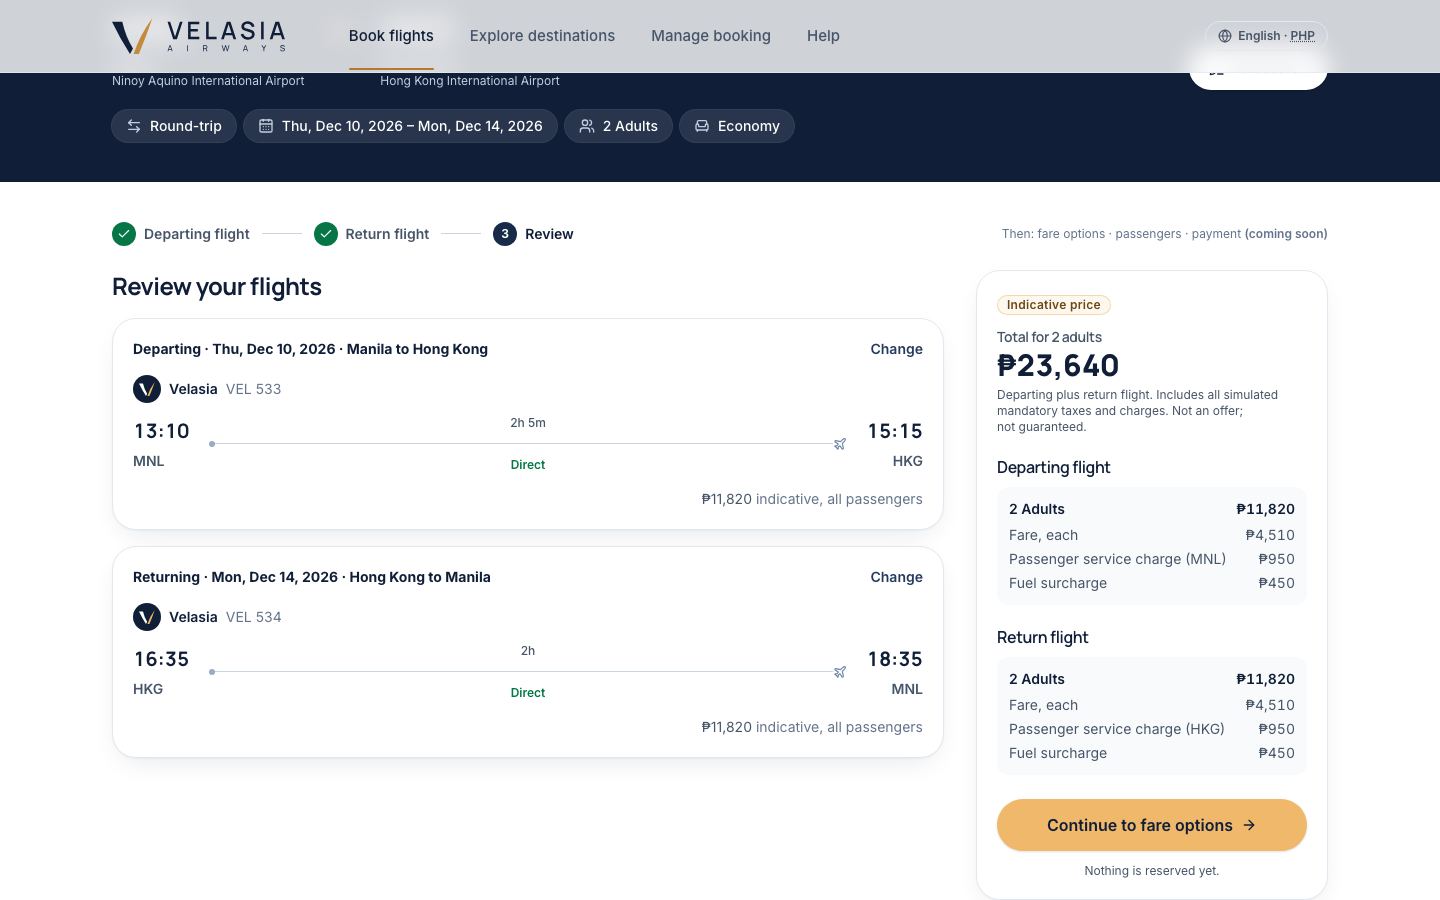 VELASIA
AIRWAYS
Book flights
Explore destinations
Manage booking
Help
English · PHP
Ninoy Aquino International Airport
Hong Kong International Airport
Round-trip
Thu, Dec 10, 2026 – Mon, Dec 14, 2026
2 Adults
Economy
Departing flight
Return flight
3 Review
Then: fare options · passengers · payment (coming soon)
Review your flights
Departing · Thu, Dec 10, 2026 · Manila to Hong Kong
Change
Velasia VEL 533
2h 5m
13:10
15:15
MNL
Direct
HKG
₱11,820 indicative, all passengers
Returning · Mon, Dec 14, 2026 · Hong Kong to Manila
Change
Velasia VEL 534
2h
16:35
18:35
HKG
Direct
MNL
₱11,820 indicative, all passengers
Indicative price
Total for 2 adults
₱23,640
Departing plus return flight. Includes all simulated
mandatory taxes and charges. Not an offer;
not guaranteed.
Departing flight
2 Adults ₱11,820
Fare, each ₱4,510
Passenger service charge (MNL) ₱950
Fuel surcharge ₱450
Return flight
2 Adults ₱11,820
Fare, each ₱4,510
Passenger service charge (HKG) ₱950
Fuel surcharge ₱450
Continue to fare options
Nothing is reserved yet.